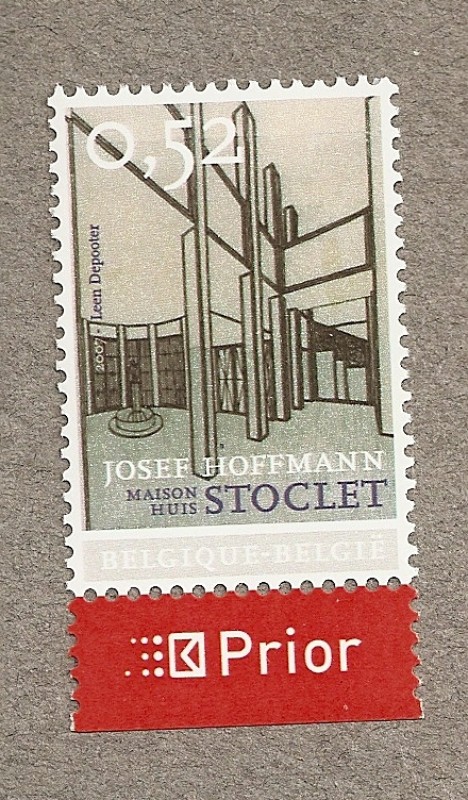 0,52
2007 - Leen Depooter
JOSEF HOFFMANN
MAISON
HUIS STOCLET
BELGIQUE-BELGIË
Prior